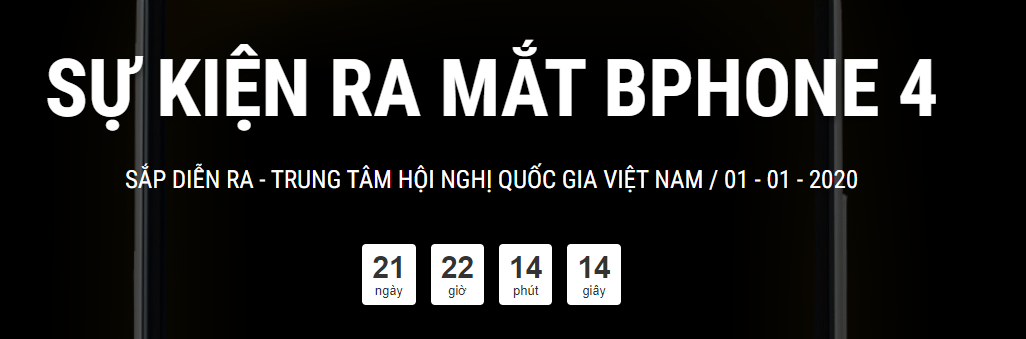 SỰ KIỆN RA MẮT BPHONE 4
SẮP DIỄN RA - TRUNG TÂM HỘI NGHỊ QUỐC GIA VIỆT NAM / 01 - 01 - 2020
21 22 14 14
ngày giờ phút giây